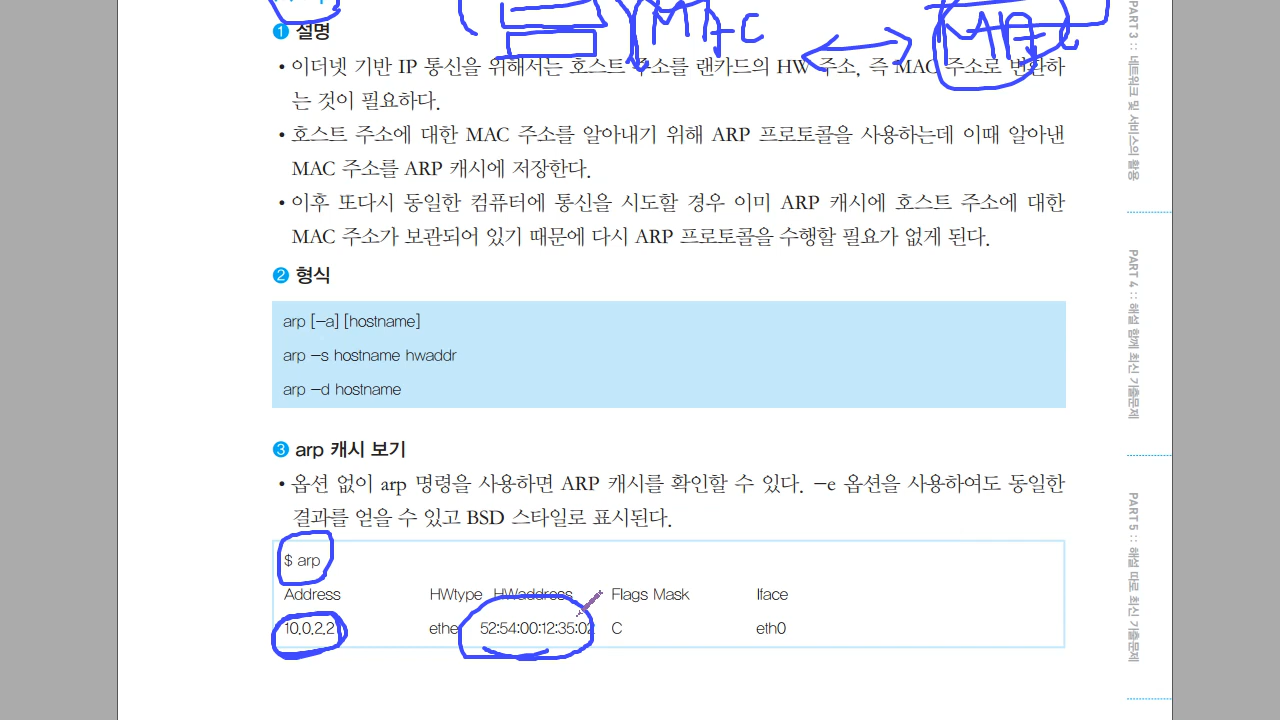 MAC
❶ 설명
• 이더넷 기반 IP 통신을 위해서는 호스트 주소를 랜카드의 HW 주소, 즉 MAC 주소로 변환하
는 것이 필요하다.
• 호스트 주소에 대한 MAC 주소를 알아내기 위해 ARP 프로토콜을 사용하는데 이때 알아낸
MAC 주소를 ARP 캐시에 저장한다.
• 이후 또다시 동일한 컴퓨터에 통신을 시도할 경우 이미 ARP 캐시에 호스트 주소에 대한
MAC 주소가 보관되어 있기 때문에 다시 ARP 프로토콜을 수행할 필요가 없게 된다.
❷ 형식
arp [-a] [hostname]
arp -s hostname hwaddr
arp -d hostname
❸ arp 캐시 보기
• 옵션 없이 arp 명령을 사용하면 ARP 캐시를 확인할 수 있다. -e 옵션을 사용하여도 동일한
결과를 얻을 수 있고 BSD 스타일로 표시된다.
$ arp
Address HWtype HWaddress Flags Mask Iface
10.0.2.2 ether 52:54:00:12:35:02 C eth0
PART 3 :: 네트워크 및 서비스의 활용
PART 4 :: 해설 함께 최신 기출문제
PART 5 :: 해설 따로 최신 기출문제